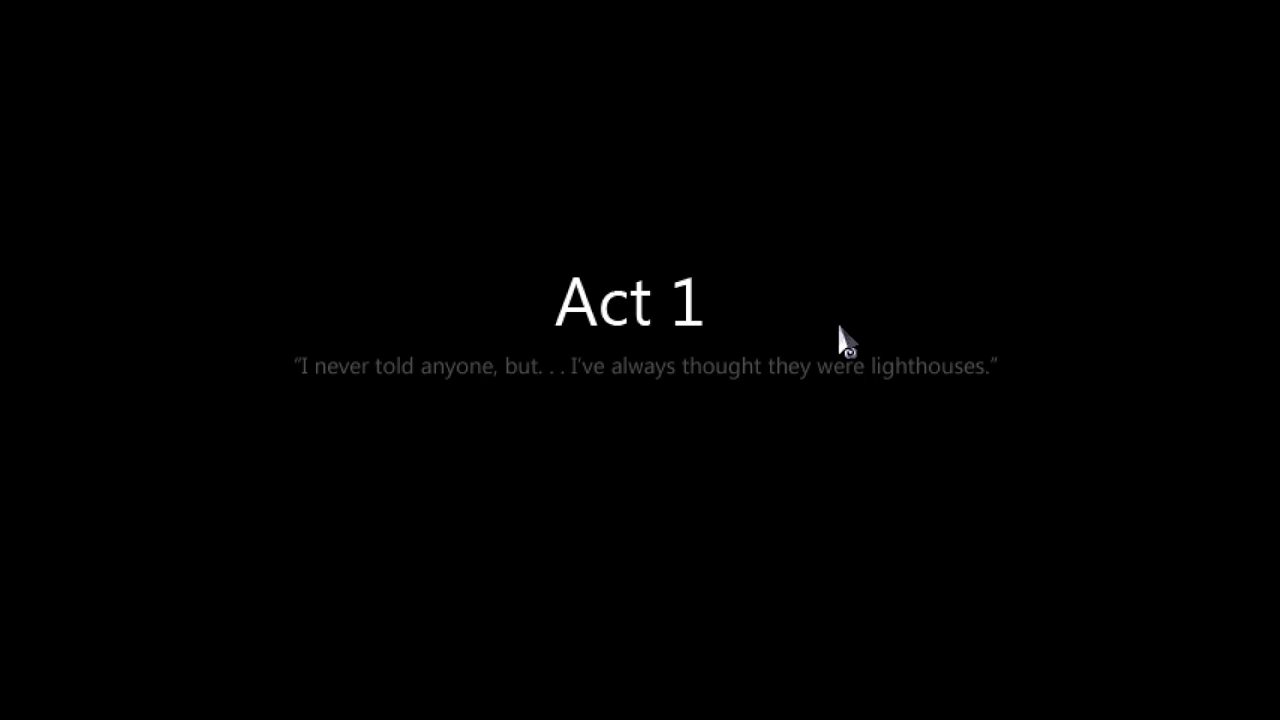 Act 1
“I never told anyone, but. . . I’ve always thought they were lighthouses.”